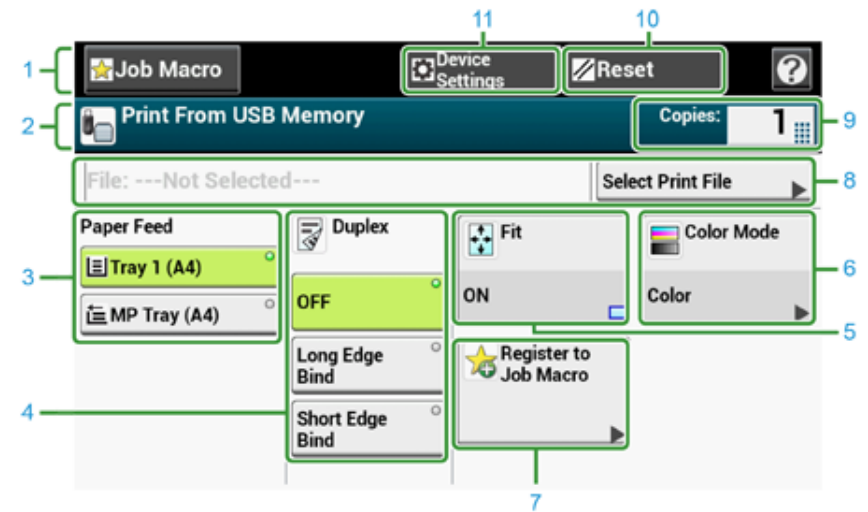 11
10
1
Job Macro
Device
Settings
Reset
?
2
Print From USB Memory
Copies:
1
9
File: ---Not Selected---
Select Print File
8
Paper Feed
Duplex
Fit
Color Mode
3
Tray 1 (A4)
OFF
ON
Color
6
MP Tray (A4)
5
Long Edge
Bind
Register to
Job Macro
4
Short Edge
Bind
7